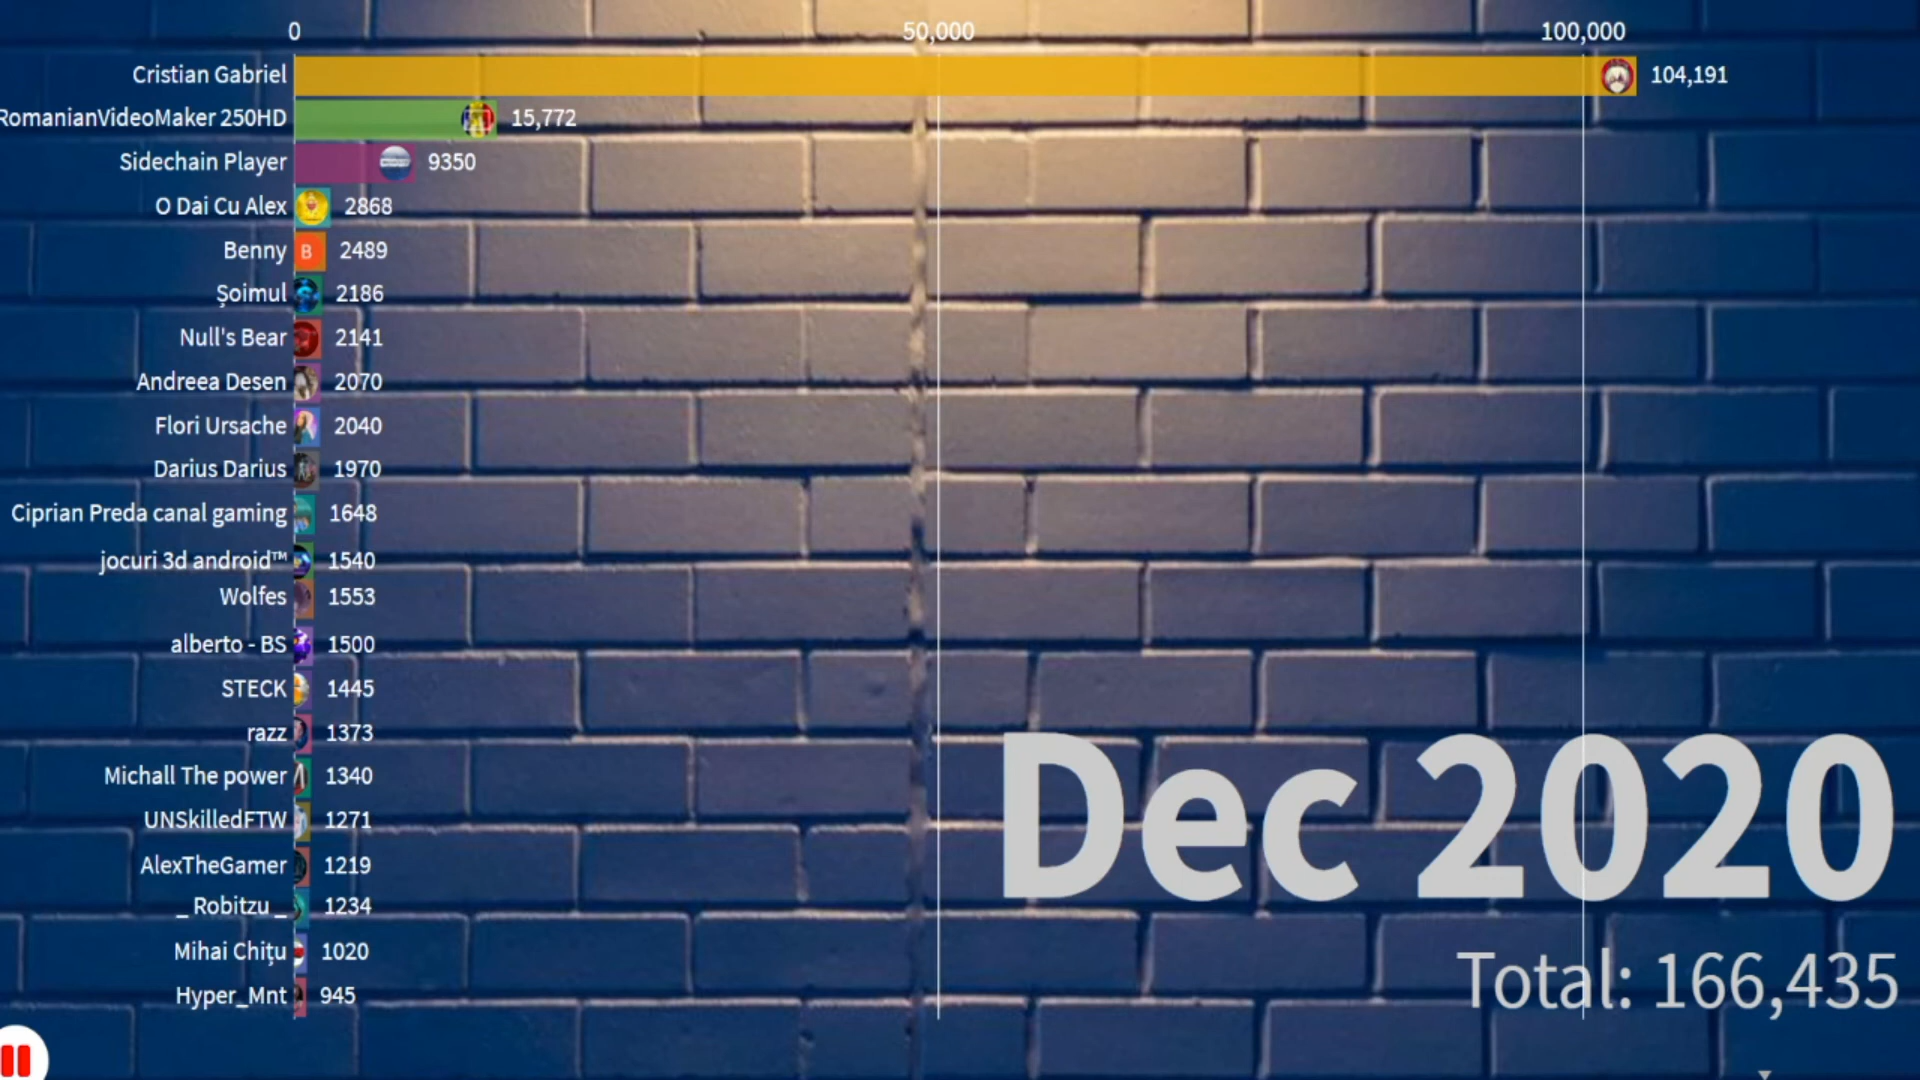 0 50,000 100,000
Cristian Gabriel 104,191
RomanianVideoMaker 250HD 15,772
Sidechain Player 9350
O Dai Cu Alex 2868
Benny B 2489
Șoimul 2186
Null's Bear 2141
Andreea Desen 2070
Flori Ursache 2040
Darius Darius 1970
Ciprian Preda canal gaming 1648
jocuri 3d android™ 1540
Wolfes 1553
alberto - BS 1500
STECK 1445
razz 1373
Michall The power 1340
UNSkilledFTW 1271
AlexTheGamer 1219
_ Robitzu _ 1234
Mihai Chițu 1020
Hyper_Mnt 945
Dec 2020
Total: 166,435